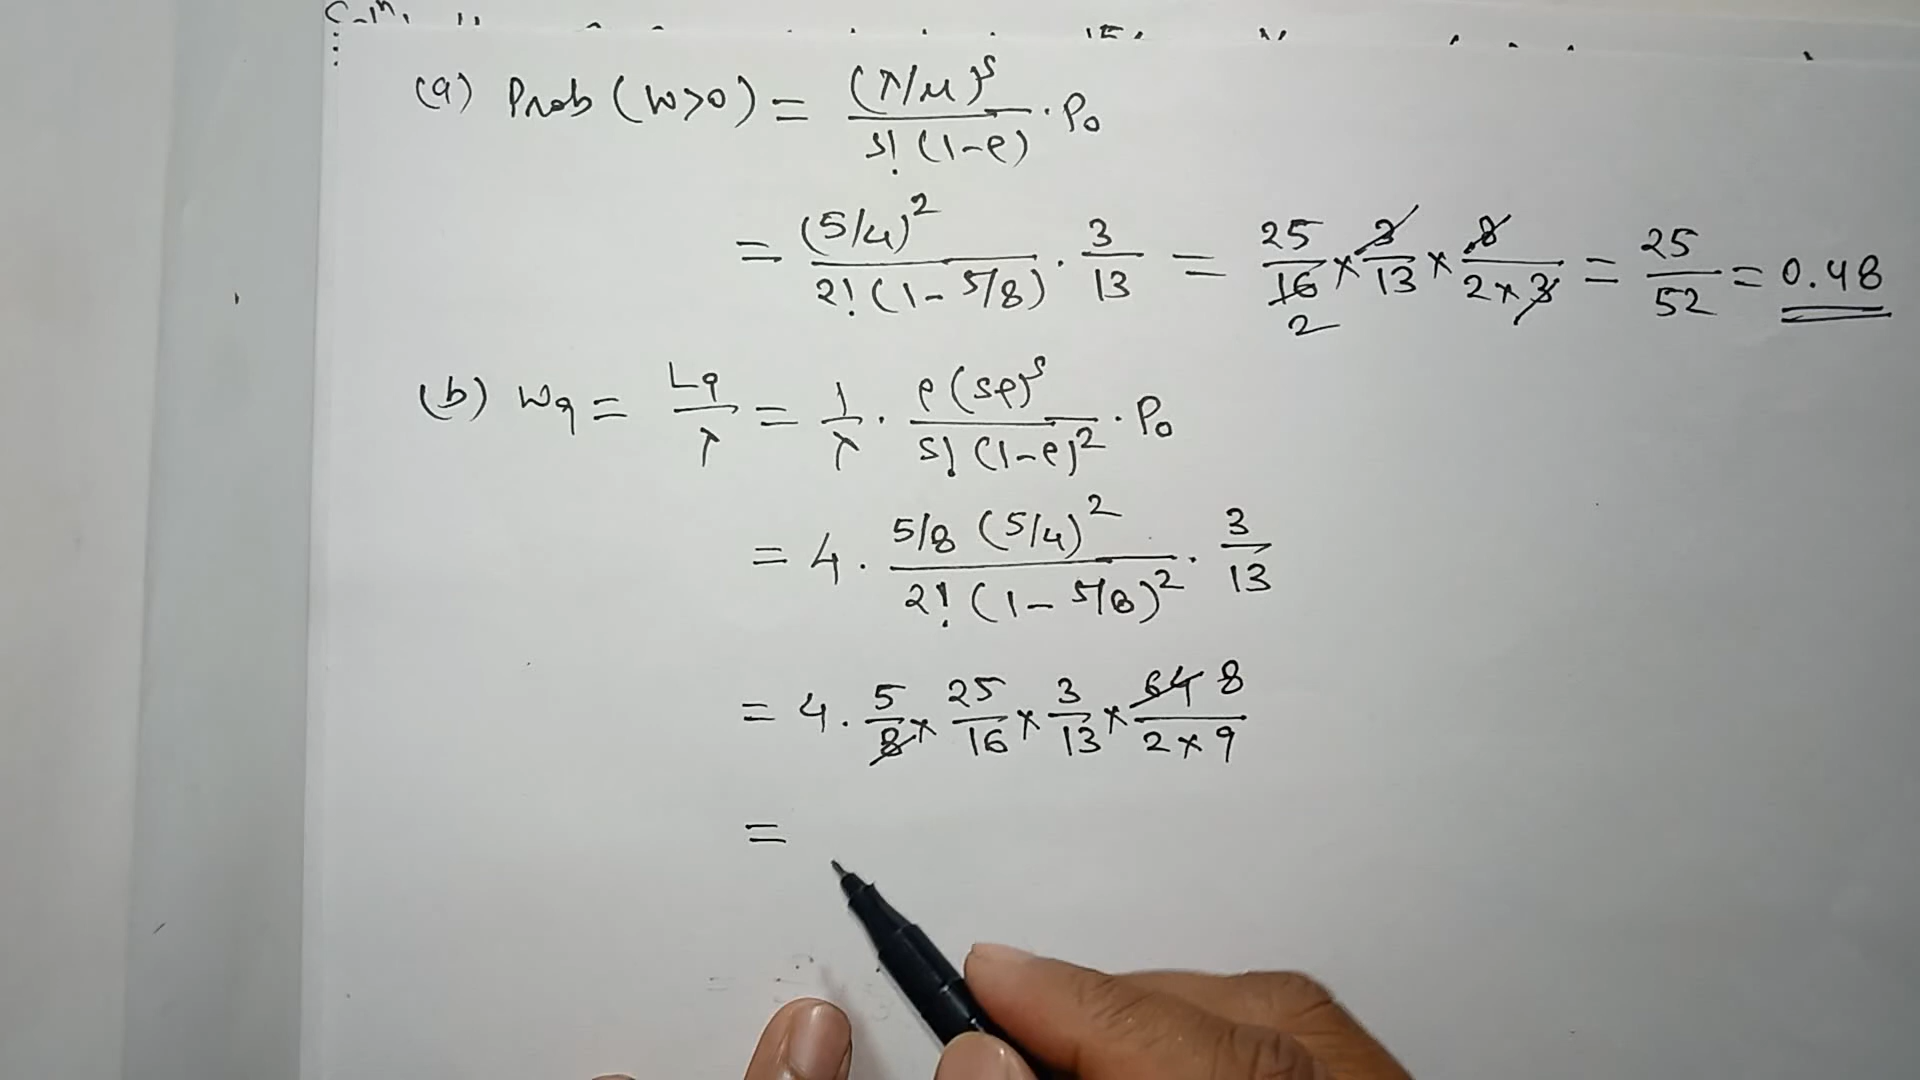 (a) Prob (W>0) = (λ/μ)^s / s! (1-ρ) · P₀
= (5/4)² / 2! (1 - 5/8) · 3/13 = 25/16 × 3/13 × 8/2×3 = 25/52 = 0.48
2
(b) Wq = Lq/λ = 1/λ · ρ(sρ)^s / s! (1-ρ)² · P₀
= 4 · 5/8 (5/4)² / 2! (1 - 5/8)² · 3/13
= 4 · 5/8 × 25/16 × 3/13 × 64 8 / 2×9
=